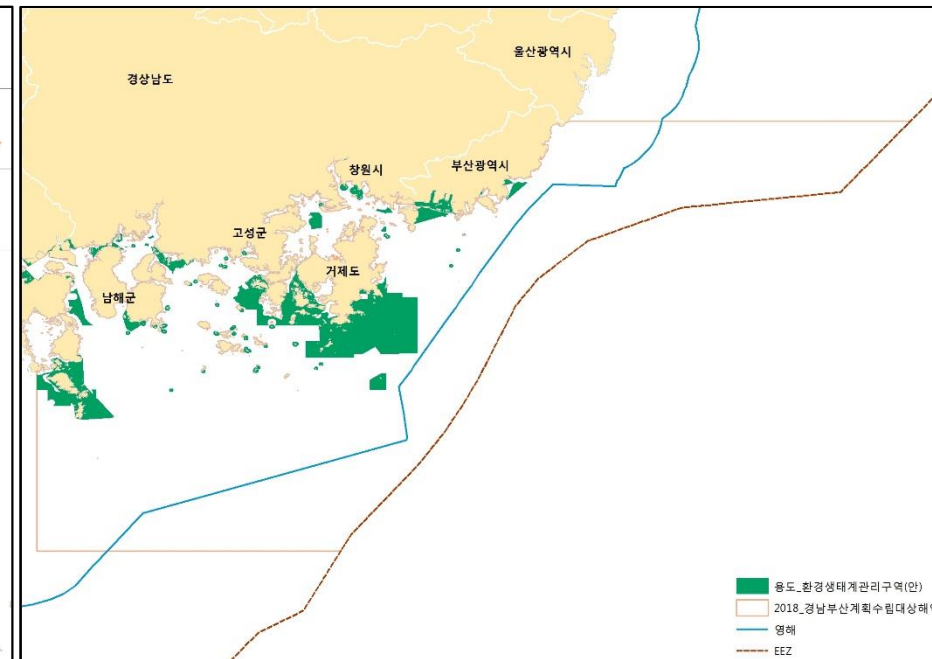 울산광역시
경상남도
창원시
부산광역시
고성군
거제도
남해군
용도_환경생태계관리구역(안)
2018_경남부산계획수립대상해역
영해
EEZ